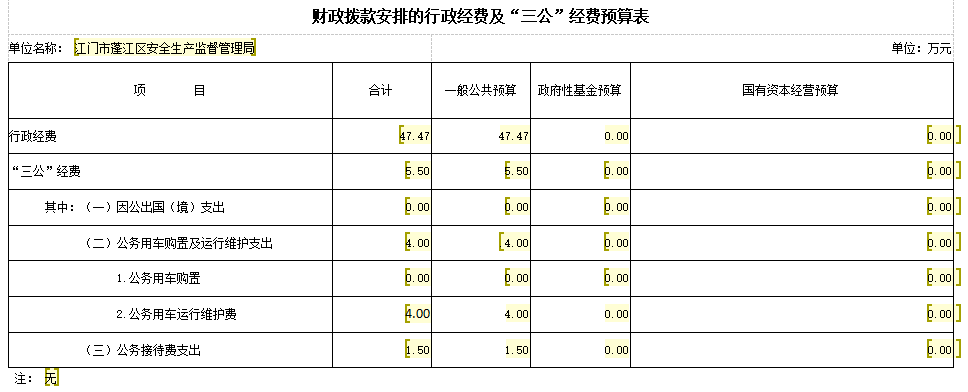 财政拨款安排的行政经费及“三公”经费预算表
单位名称： 江门市蓬江区安全生产监督管理局 单位：万元
项 目 合计 一般公共预算 政府性基金预算 国有资本经营预算
行政经费 47.47 47.47 0.00 0.00
“三公”经费 5.50 5.50 0.00 0.00
其中：（一）因公出国（境）支出 0.00 0.00 0.00 0.00
（二）公务用车购置及运行维护支出 4.00 4.00 0.00 0.00
1.公务用车购置 0.00 0.00 0.00 0.00
2.公务用车运行维护费 4.00 4.00 0.00 0.00
（三）公务接待费支出 1.50 1.50 0.00 0.00
注： 无